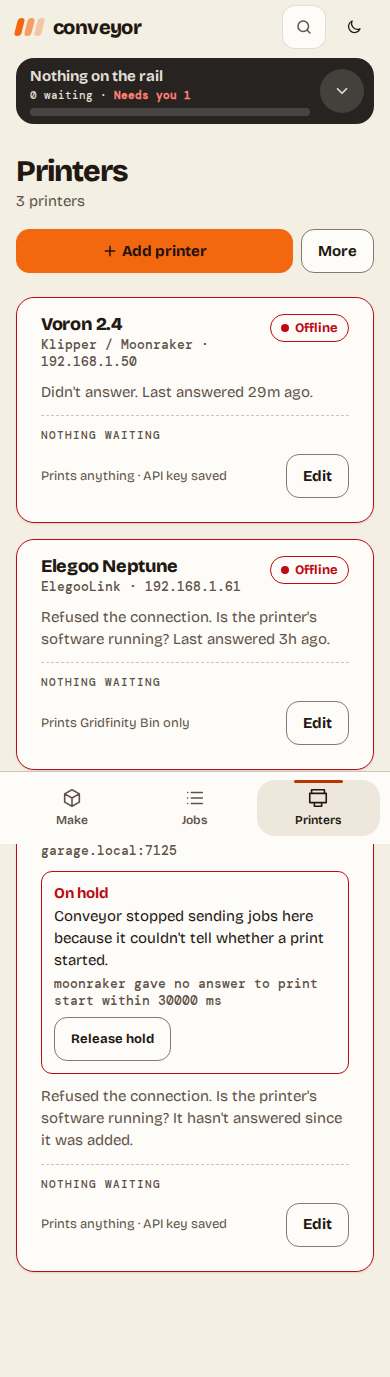 conveyor
Nothing on the rail
0 waiting · Needs you 1
Printers
3 printers
+ Add printer
More
Voron 2.4
Offline
Klipper / Moonraker ·
192.168.1.50
Didn't answer. Last answered 29m ago.
NOTHING WAITING
Prints anything · API key saved
Edit
Elegoo Neptune
Offline
ElegooLink · 192.168.1.61
Refused the connection. Is the printer's
software running? Last answered 3h ago.
NOTHING WAITING
Prints Gridfinity Bin only
Edit
Make
Jobs
Printers
garage.local:7125
On hold
Conveyor stopped sending jobs here
because it couldn't tell whether a print
started.
moonraker gave no answer to print
start within 30000 ms
Release hold
Refused the connection. Is the printer's
software running? It hasn't answered since
it was added.
NOTHING WAITING
Prints anything · API key saved
Edit